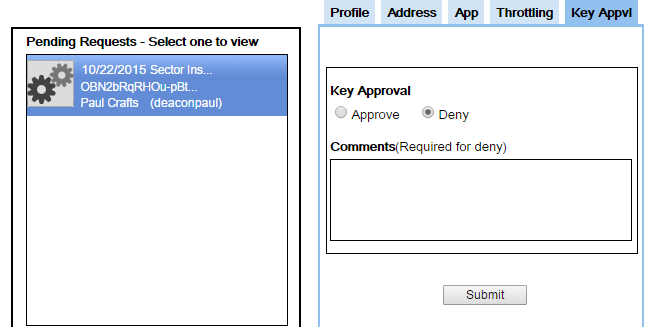 Profile Address App Throttling Key Appvl
Pending Requests - Select one to view
10/22/2015 Sector Ins...
OBN2bRqRHOu-pBt...
Paul Crafts (deaconpaul)
Key Approval
Approve Deny
Comments(Required for deny)
Submit